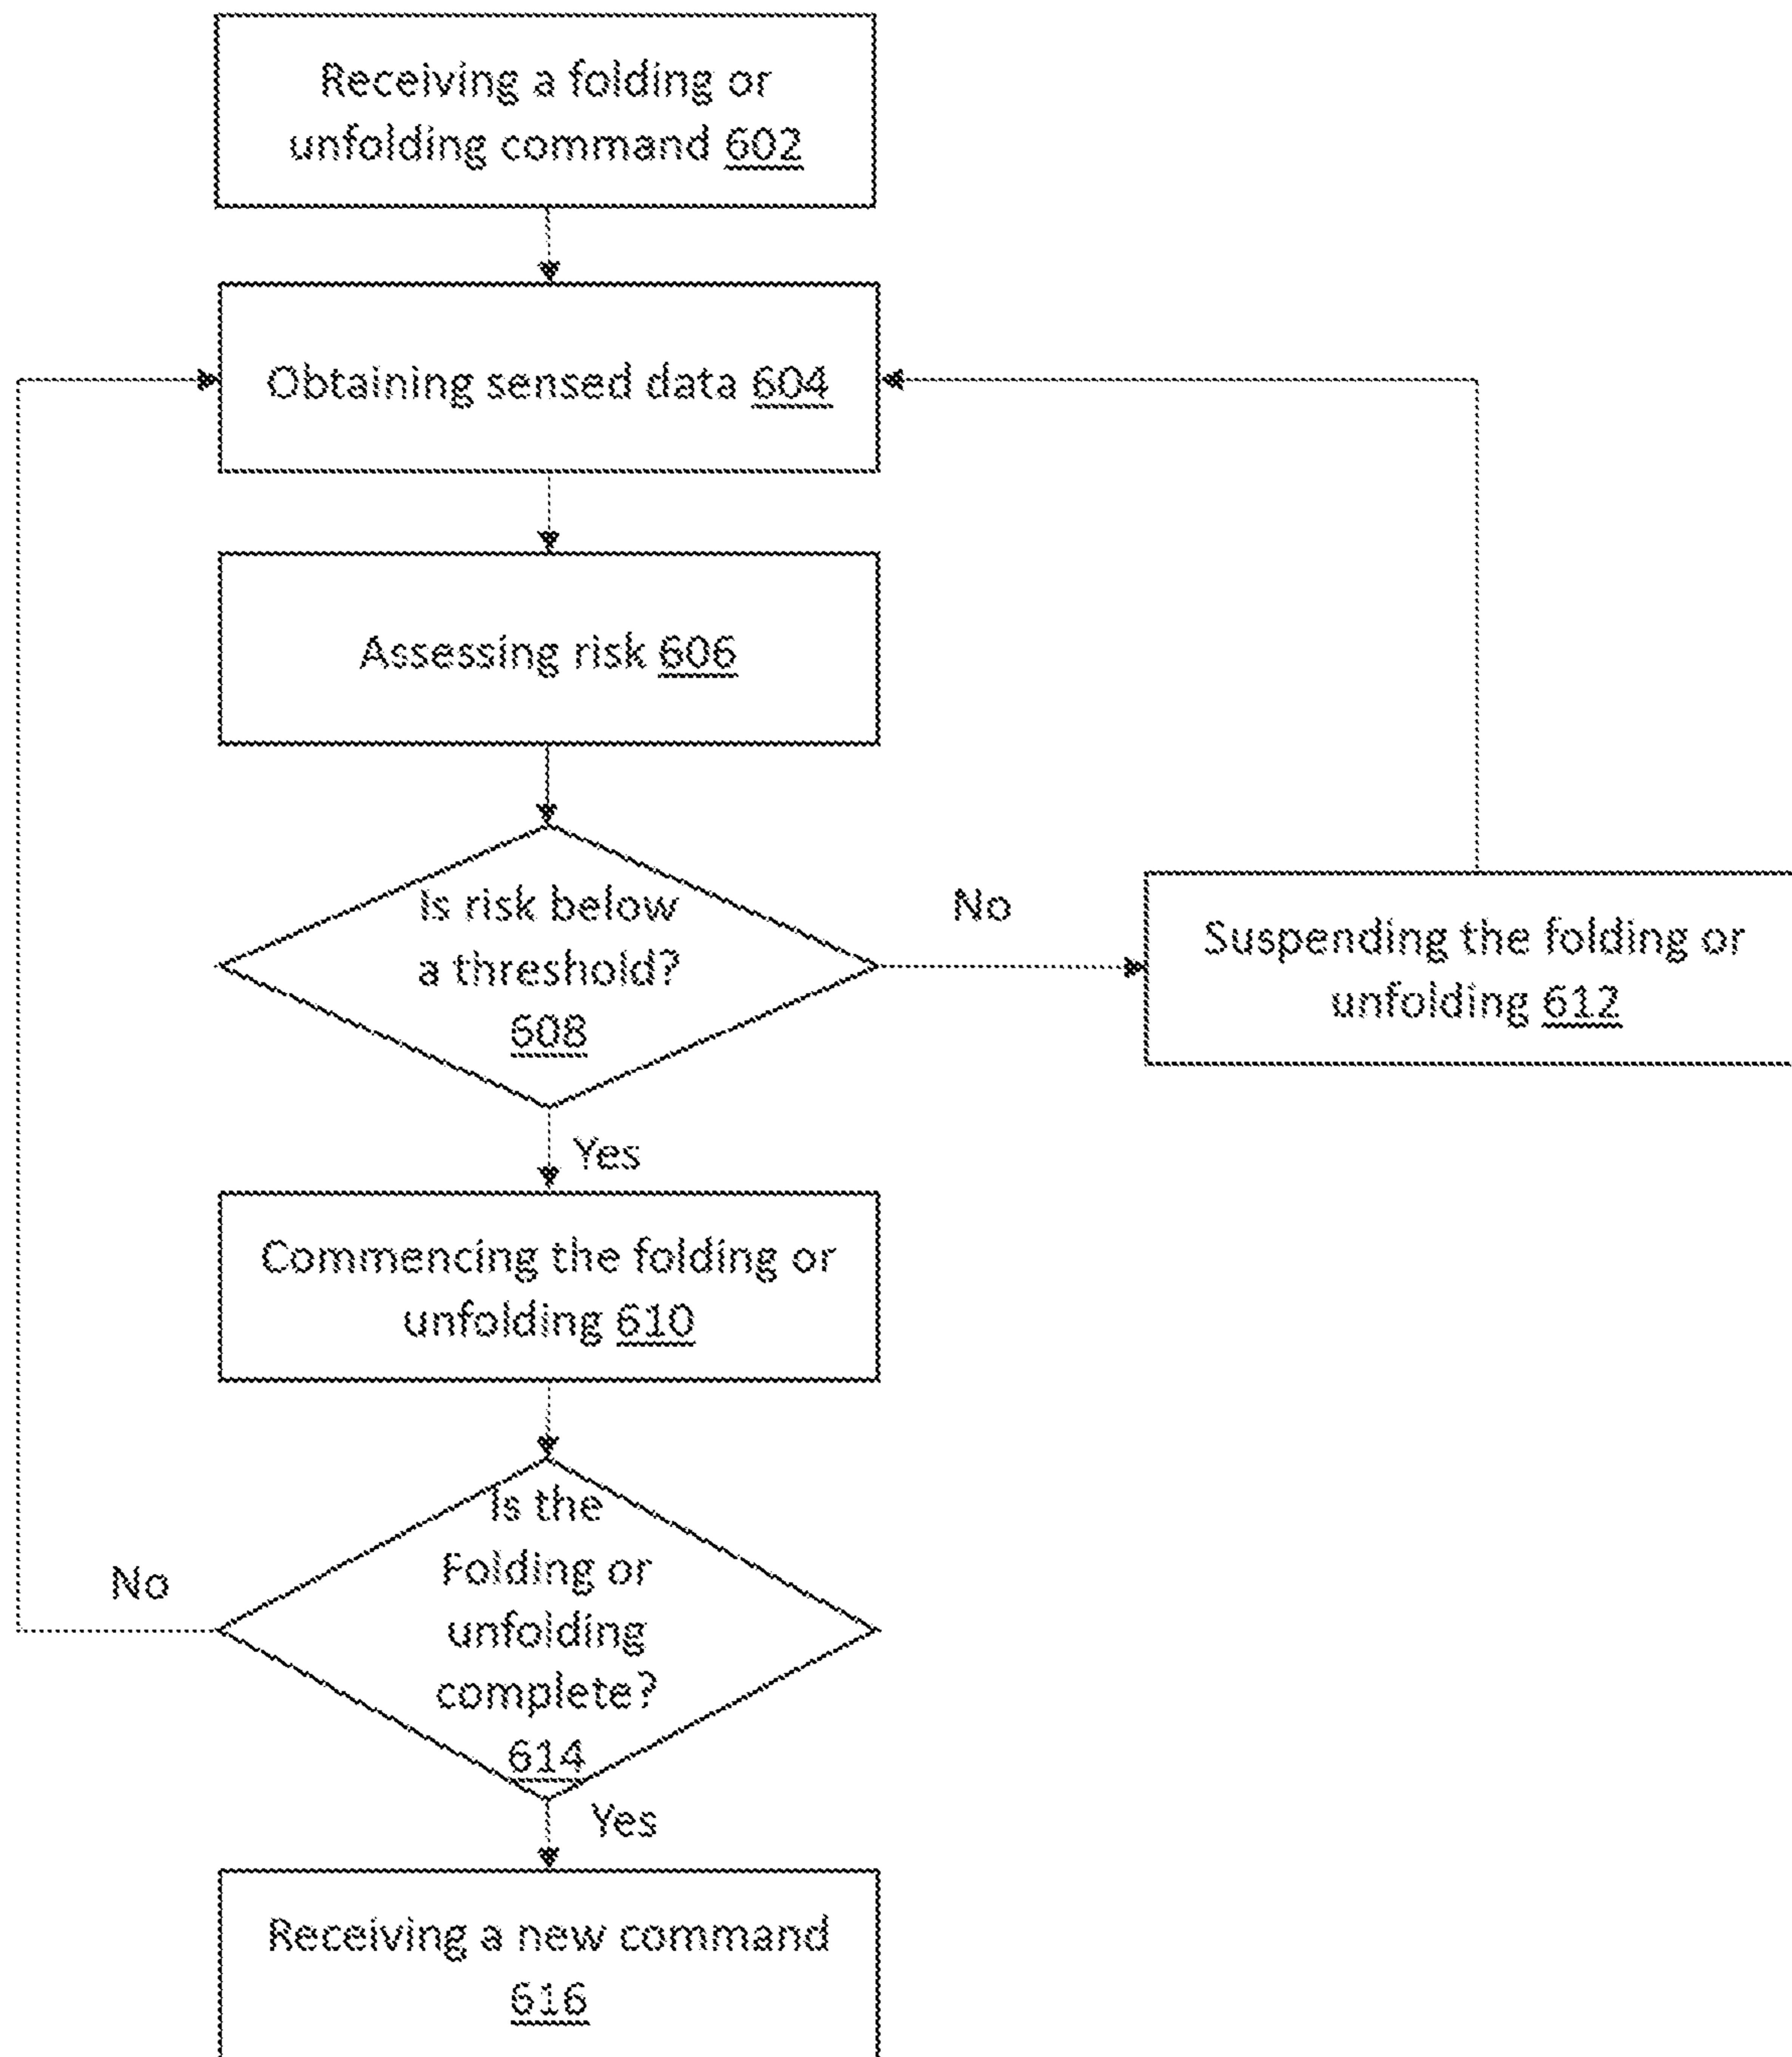 Receiving a folding or
unfolding command 602
Obtaining sensed data 604
Assessing risk 606
Is risk below
a threshold?
608
No
Suspending the folding or
unfolding 612
Yes
Commencing the folding or
unfolding 610
Is the
Folding or
unfolding
complete?
614
No
Yes
Receiving a new command
616